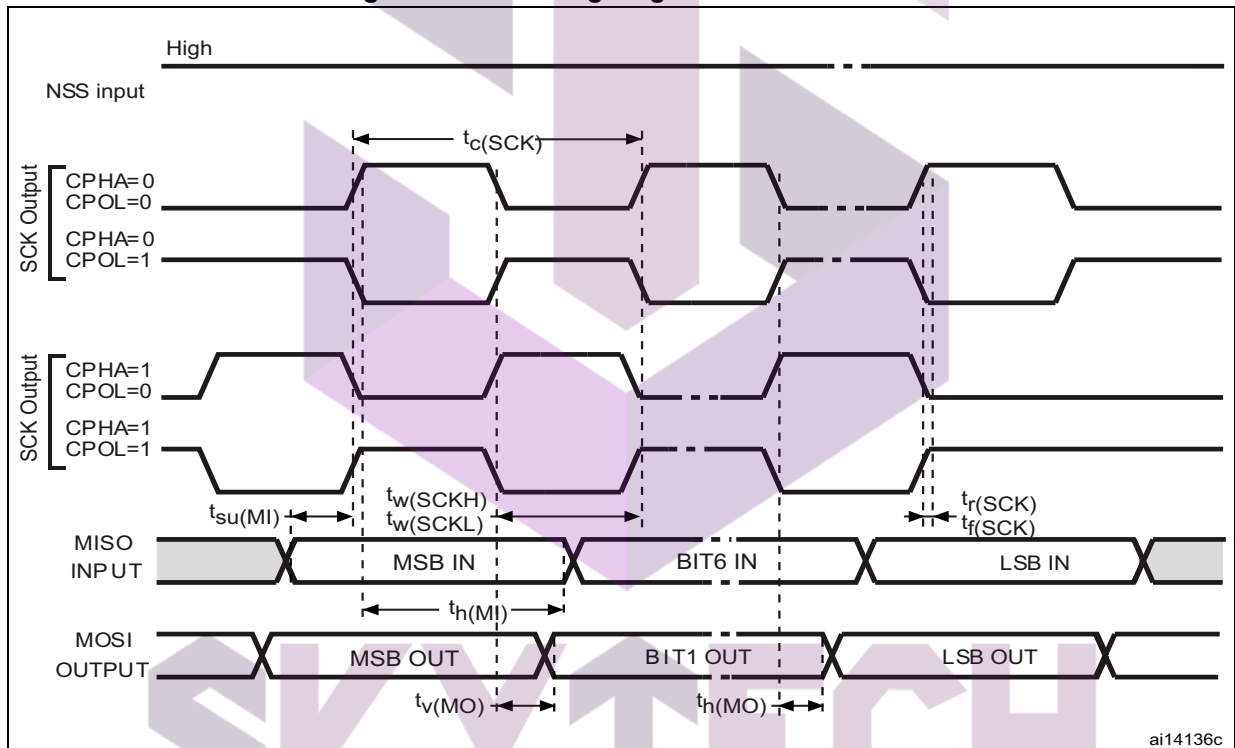 High
NSS input
tc(SCK)
SCK Output
CPHA=0
CPOL=0
CPHA=0
CPOL=1
SCK Output
CPHA=1
CPOL=0
CPHA=1
CPOL=1
tsu(MI)
tw(SCKH)
tw(SCKL)
tr(SCK)
tf(SCK)
MISO
INPUT
MSB IN
BIT6 IN
LSB IN
th(MI)
MOSI
OUTPUT
MSB OUT
BIT1 OUT
LSB OUT
tv(MO)
th(MO)
SKYTECH
ai14136c